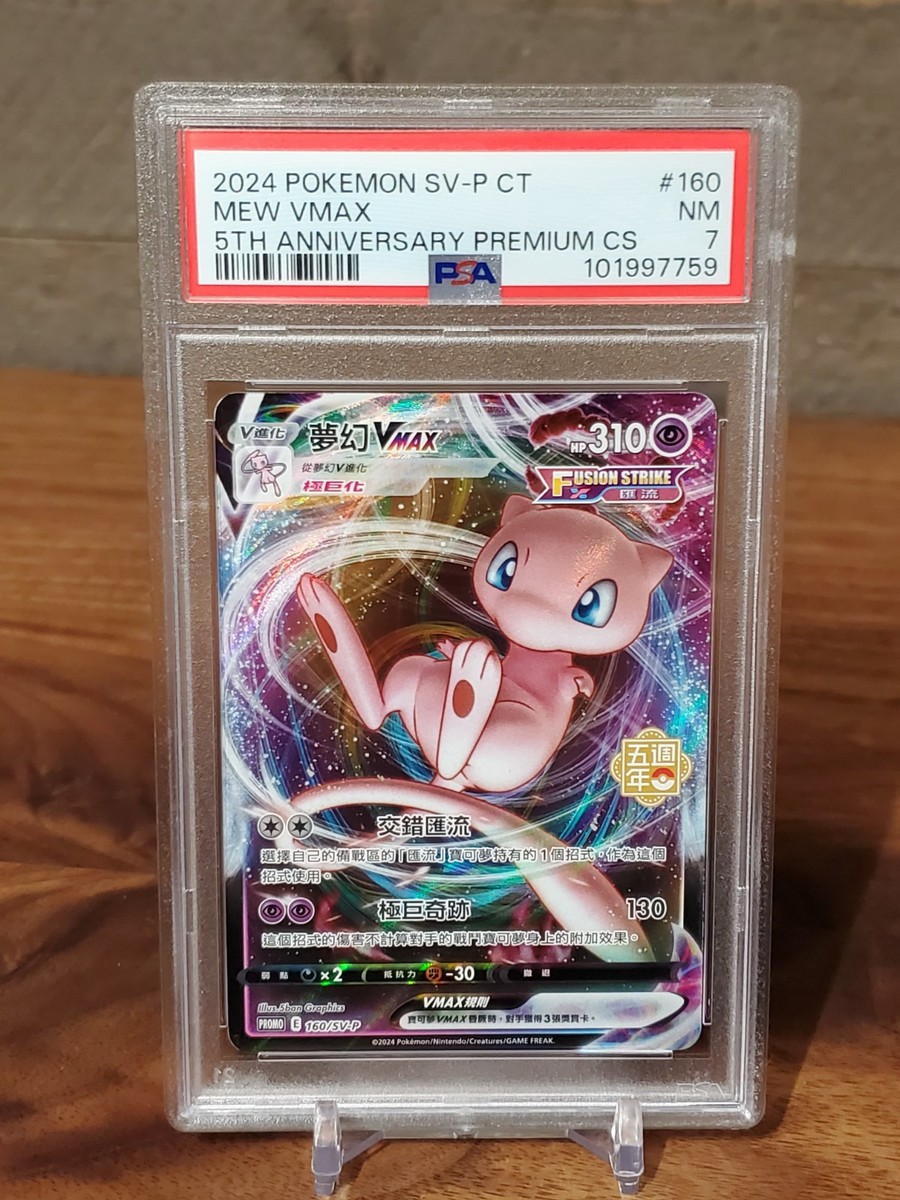 2024 POKEMON SV-P CT #160
MEW VMAX NM
5TH ANNIVERSARY PREMIUM CS 7
PSA 101997759
V進化 夢幻VMAX HP310
從夢幻V進化
極巨化
FUSION STRIKE
匯流
五週年
交錯匯流
選擇自己的備戰區的「匯流」寶可夢持有的1個招式,作為這個
招式使用。
極巨奇跡 130
這個招式的傷害不計算對手的戰鬥寶可夢身上的附加效果。
弱點 ×2 抵抗力 -30 撤退
Illus.5ban Graphics
VMAX規則
寶可夢VMAX昏厥時,對手獲得3張獎賞卡。
PROMO E 160/SV-P
©2024 Pokémon/Nintendo/Creatures/GAME FREAK.